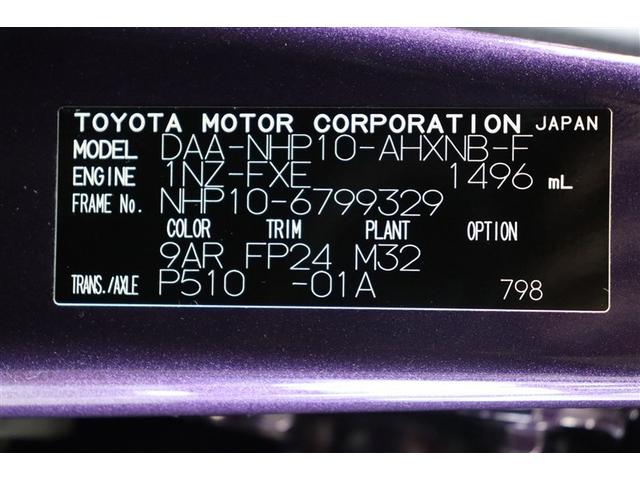 TOYOTA MOTOR CORPORATION JAPAN
MODEL DAA-NHP10-AHXNB-F
ENGINE 1NZ-FXE 1496 mL
FRAME No. NHP10-6799329
COLOR TRIM PLANT OPTION
9AR FP24 M32
TRANS./AXLE P510 -01A 798